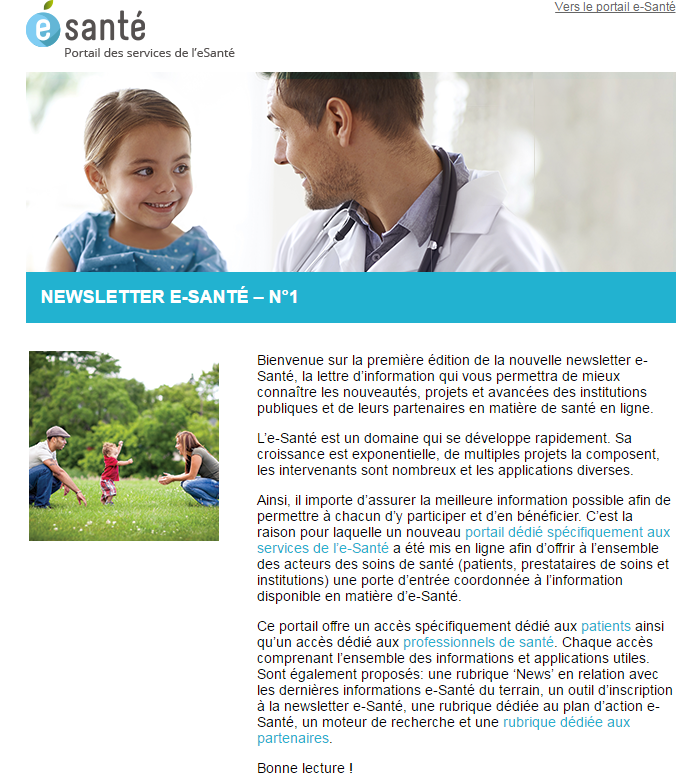 Vers le portail e-Santé
é santé
Portail des services de l'eSanté
NEWSLETTER E-SANTÉ – N°1
Bienvenue sur la première édition de la nouvelle newsletter e-
Santé, la lettre d'information qui vous permettra de mieux
connaître les nouveautés, projets et avancées des institutions
publiques et de leurs partenaires en matière de santé en ligne.
L'e-Santé est un domaine qui se développe rapidement. Sa
croissance est exponentielle, de multiples projets la composent,
les intervenants sont nombreux et les applications diverses.
Ainsi, il importe d'assurer la meilleure information possible afin de
permettre à chacun d'y participer et d'en bénéficier. C'est la
raison pour laquelle un nouveau portail dédié spécifiquement aux
services de l'e-Santé a été mis en ligne afin d'offrir à l'ensemble
des acteurs des soins de santé (patients, prestataires de soins et
institutions) une porte d'entrée coordonnée à l'information
disponible en matière d'e-Santé.
Ce portail offre un accès spécifiquement dédié aux patients ainsi
qu'un accès dédié aux professionnels de santé. Chaque accès
comprenant l'ensemble des informations et applications utiles.
Sont également proposés: une rubrique 'News' en relation avec
les dernières informations e-Santé du terrain, un outil d'inscription
à la newsletter e-Santé, une rubrique dédiée au plan d'action e-
Santé, un moteur de recherche et une rubrique dédiée aux
partenaires.
Bonne lecture !